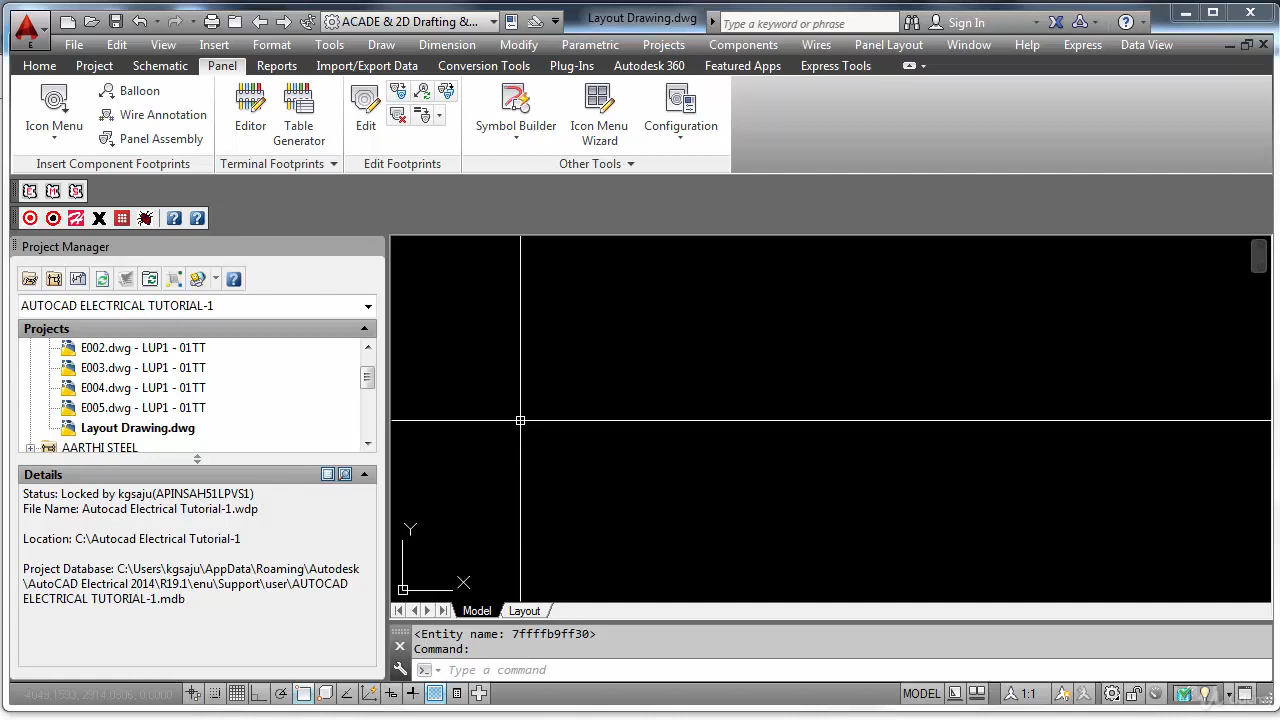 ACADE & 2D Drafting &...
Layout Drawing.dwg
Type a keyword or phrase
Sign In
File Edit View Insert Format Tools Draw Dimension Modify Parametric Projects Components Wires Panel Layout Window Help Express Data View
Home Project Schematic Panel Reports Import/Export Data Conversion Tools Plug-Ins Autodesk 360 Featured Apps Express Tools
Icon Menu
Balloon
Wire Annotation
Panel Assembly
Insert Component Footprints
Editor
Table Generator
Terminal Footprints
Edit
Edit Footprints
Symbol Builder
Icon Menu Wizard
Configuration
Other Tools
Project Manager
AUTOCAD ELECTRICAL TUTORIAL-1
Projects
E002.dwg - LUP1 - 01TT
E003.dwg - LUP1 - 01TT
E004.dwg - LUP1 - 01TT
E005.dwg - LUP1 - 01TT
Layout Drawing.dwg
AARTHI STEEL
Details
Status: Locked by kgsaju(APINSAH51LPVS1)
File Name: Autocad Electrical Tutorial-1.wdp
Location: C:\Autocad Electrical Tutorial-1
Project Database: C:\Users\kgsaju\AppData\Roaming\Autodesk
\AutoCAD Electrical 2014\R19.1\enu\Support\user\AUTOCAD
ELECTRICAL TUTORIAL-1.mdb
Y
X
Model Layout
<Entity name: 7ffffb9ff30>
Command:
Type a command
MODEL
1:1